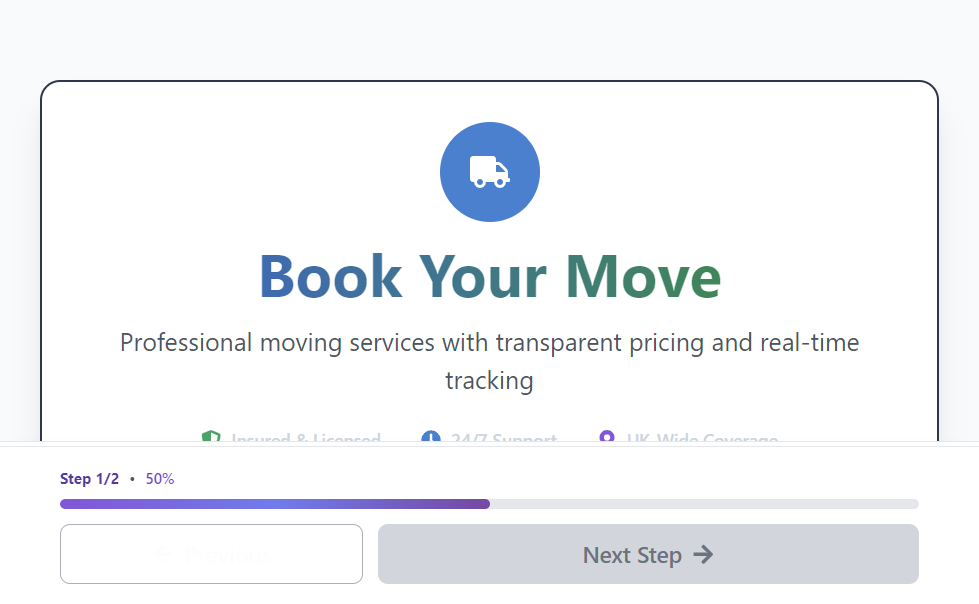 Book Your Move
Professional moving services with transparent pricing and real-time
tracking
Insured & Licensed 24/7 Support UK-Wide Coverage
Step 1/2 • 50%
Previous Next Step